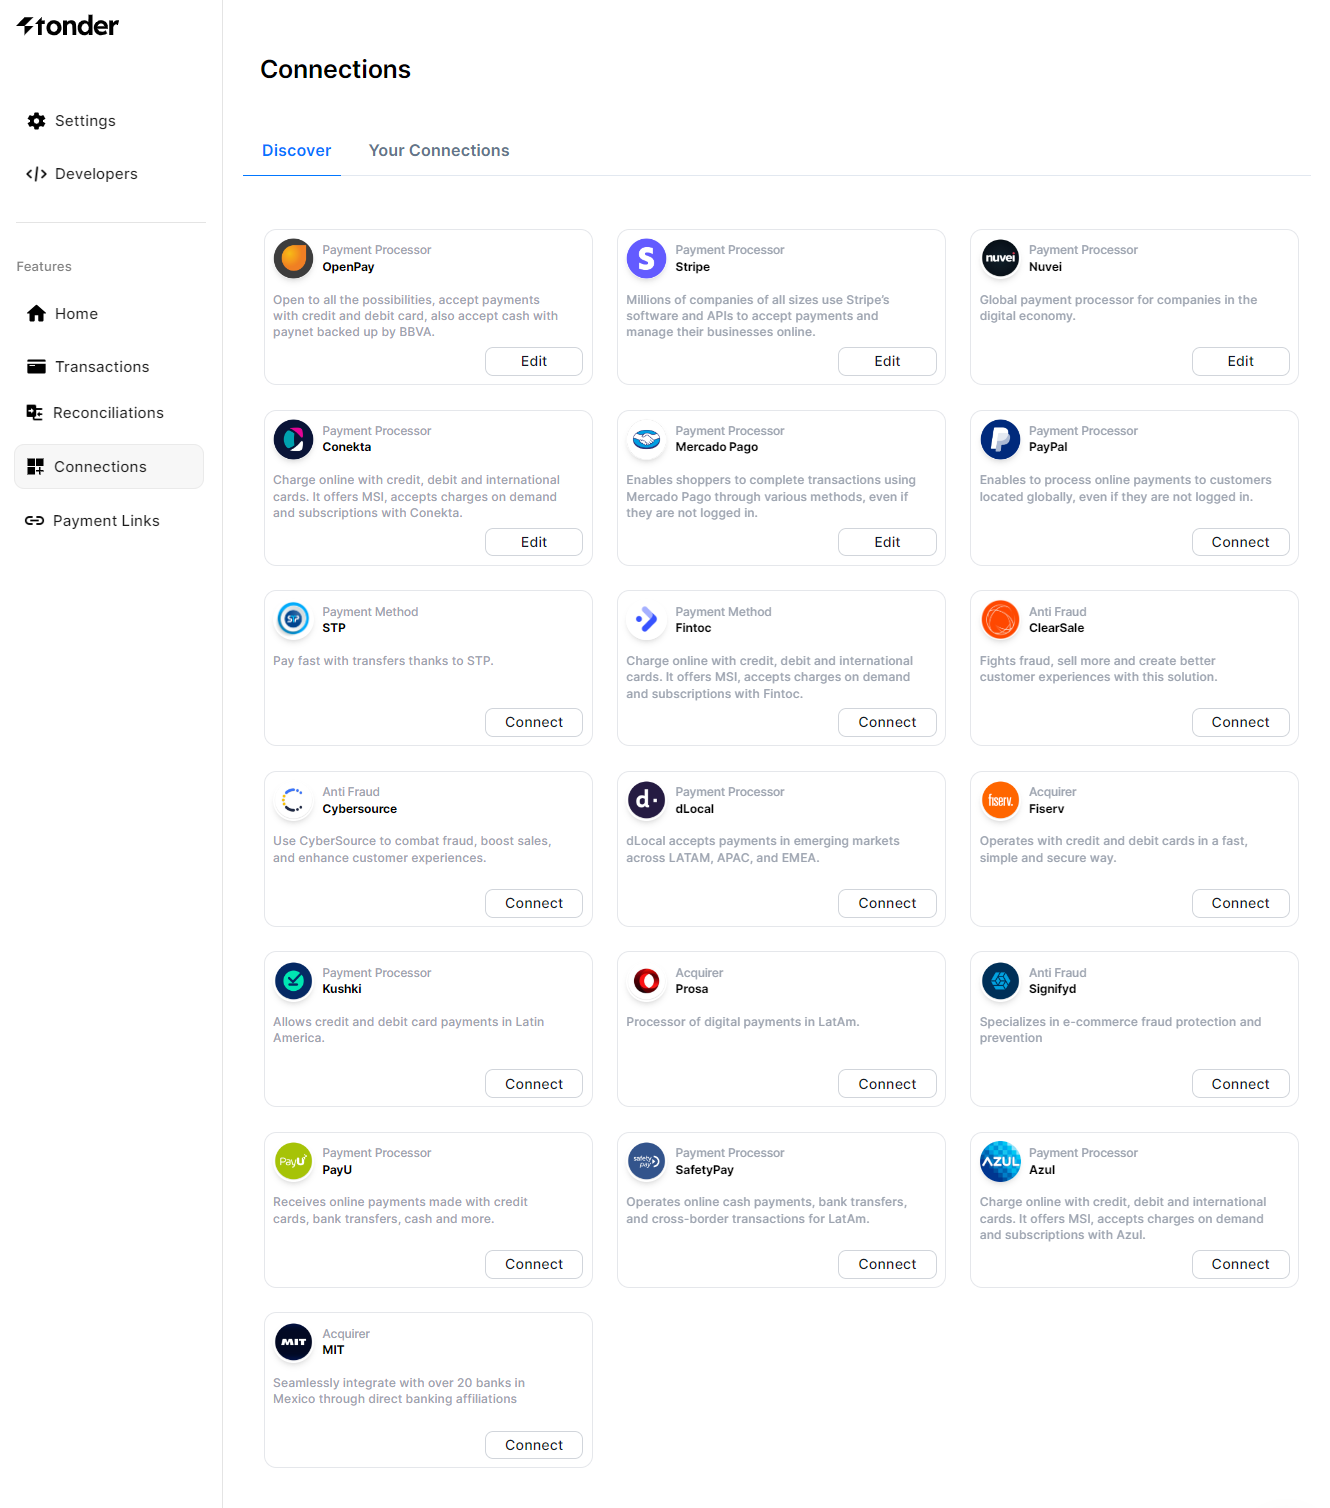 tonder
Settings
Developers
Features
Home
Transactions
Reconciliations
Connections
Payment Links
Connections
Discover
Your Connections
Payment Processor
OpenPay
Open to all the possibilities, accept payments
with credit and debit card, also accept cash with
paynet backed up by BBVA.
Edit
S
Payment Processor
Stripe
Millions of companies of all sizes use Stripe's
software and APIs to accept payments and
manage their businesses online.
Edit
nuvei
Payment Processor
Nuvei
Global payment processor for companies in the
digital economy.
Edit
Payment Processor
Conekta
Charge online with credit, debit and international
cards. It offers MSI, accepts charges on demand
and subscriptions with Conekta.
Edit
Payment Processor
Mercado Pago
Enables shoppers to complete transactions using
Mercado Pago through various methods, even if
they are not logged in.
Edit
Payment Processor
PayPal
Enables to process online payments to customers
located globally, even if they are not logged in.
Connect
STP
Payment Method
STP
Pay fast with transfers thanks to STP.
Connect
Payment Method
Fintoc
Charge online with credit, debit and international
cards. It offers MSI, accepts charges on demand
and subscriptions with Fintoc.
Connect
Anti Fraud
ClearSale
Fights fraud, sell more and create better
customer experiences with this solution.
Connect
Anti Fraud
Cybersource
Use CyberSource to combat fraud, boost sales,
and enhance customer experiences.
Connect
d.
Payment Processor
dLocal
dLocal accepts payments in emerging markets
across LATAM, APAC, and EMEA.
Connect
fiserv.
Acquirer
Fiserv
Operates with credit and debit cards in a fast,
simple and secure way.
Connect
Payment Processor
Kushki
Allows credit and debit card payments in Latin
America.
Connect
Acquirer
Prosa
Processor of digital payments in LatAm.
Connect
Anti Fraud
Signifyd
Specializes in e-commerce fraud protection and
prevention
Connect
PayU
Payment Processor
PayU
Receives online payments made with credit
cards, bank transfers, cash and more.
Connect
safety
pay
Payment Processor
SafetyPay
Operates online cash payments, bank transfers,
and cross-border transactions for LatAm.
Connect
AZUL
Payment Processor
Azul
Charge online with credit, debit and international
cards. It offers MSI, accepts charges on demand
and subscriptions with Azul.
Connect
MIT
Acquirer
MIT
Seamlessly integrate with over 20 banks in
Mexico through direct banking affiliations
Connect